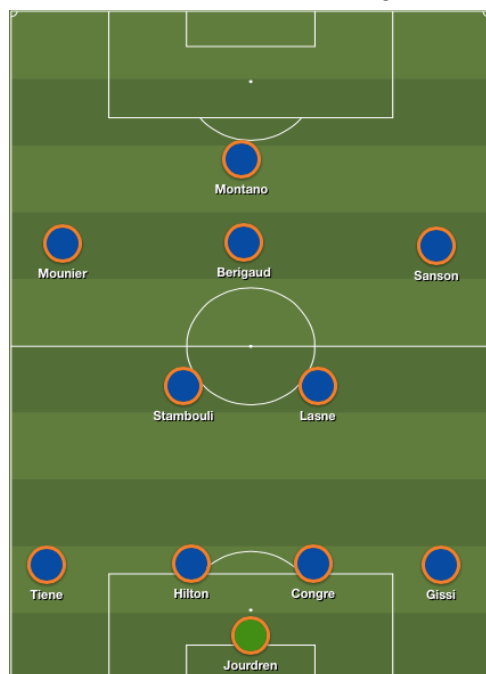 Montano
Mounier
Berigaud
Sanson
Stambouli
Lasne
Tiene
Hilton
Congre
Gissi
Jourdren